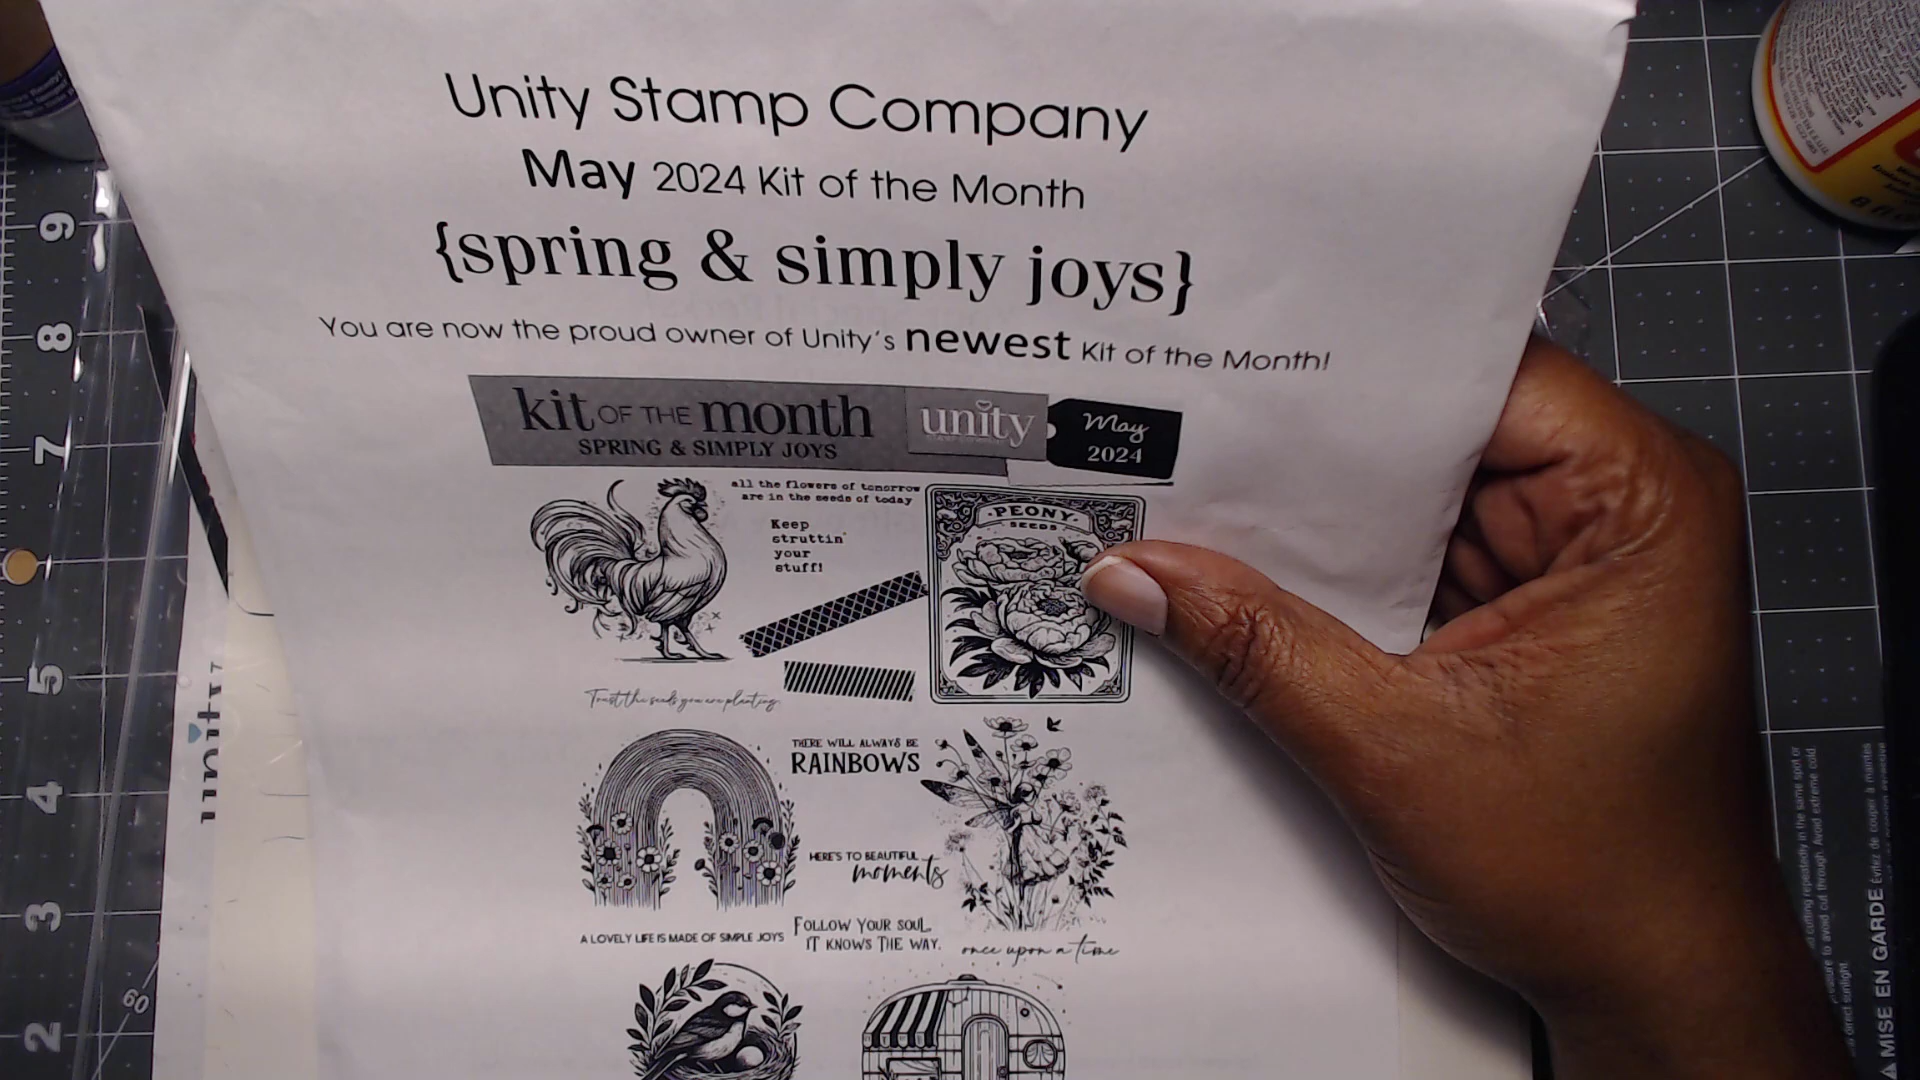 Unity Stamp Company
May 2024 Kit of the Month
{spring & simply joys}
You are now the proud owner of Unity's newest Kit of the Month!
kit OF THE month
SPRING & SIMPLY JOYS
unity
May
2024
all the flowers of tomorrow
are in the seeds of today
Keep
struttin'
your
stuff!
PEONY
SEEDS
Trust the seeds you are planting.
THERE WILL ALWAYS BE
RAINBOWS
HERE'S TO BEAUTIFUL
moments
A LOVELY LIFE IS MADE OF SIMPLE JOYS
FOLLOW YOUR SOUL,
IT KNOWS THE WAY.
once upon a time
9
8
7
5
4
3
2
60
unity
MISE EN GARDE Évitez de couper à maintes